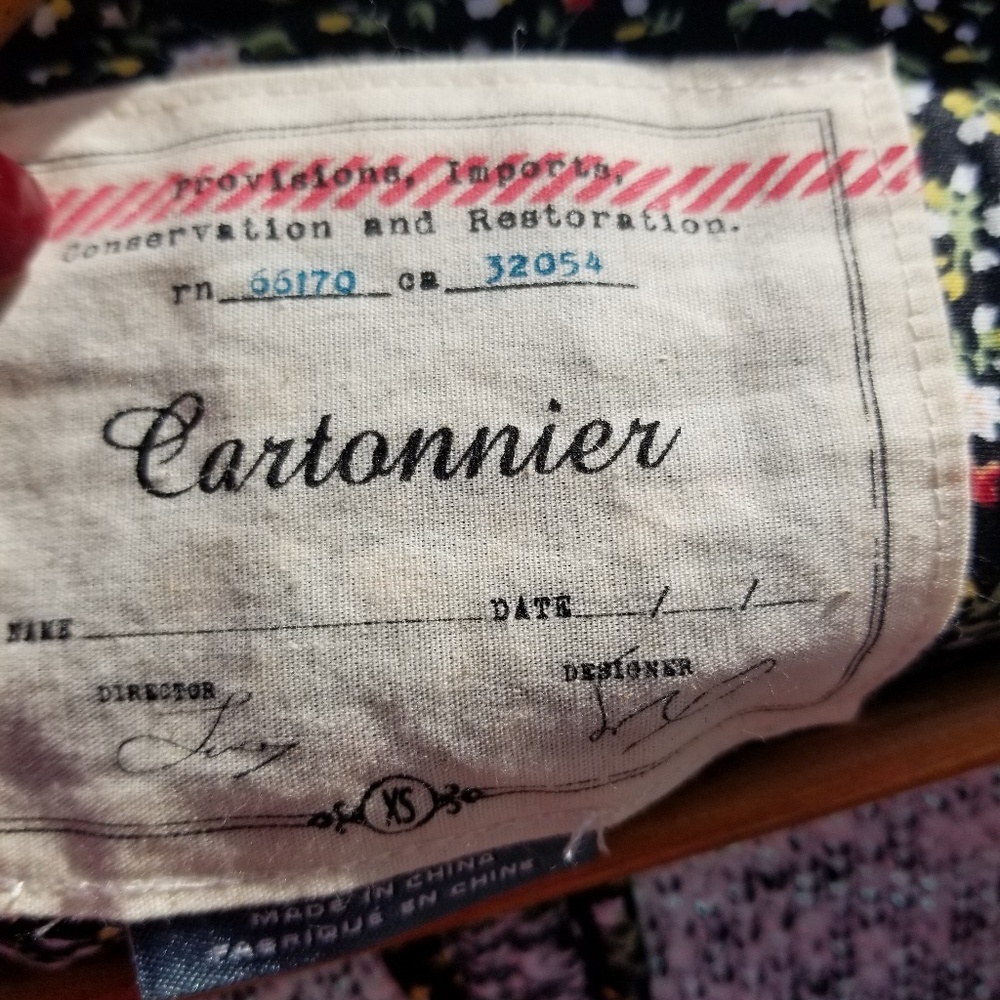 Provisions, Imports,
Conservation and Restoration.
rn 66170 ca 32054
Cartonnier
NAME DATE / /
DIRECTOR DESIGNER
XS
MADE IN CHINA
FABRIQUE EN CHINE